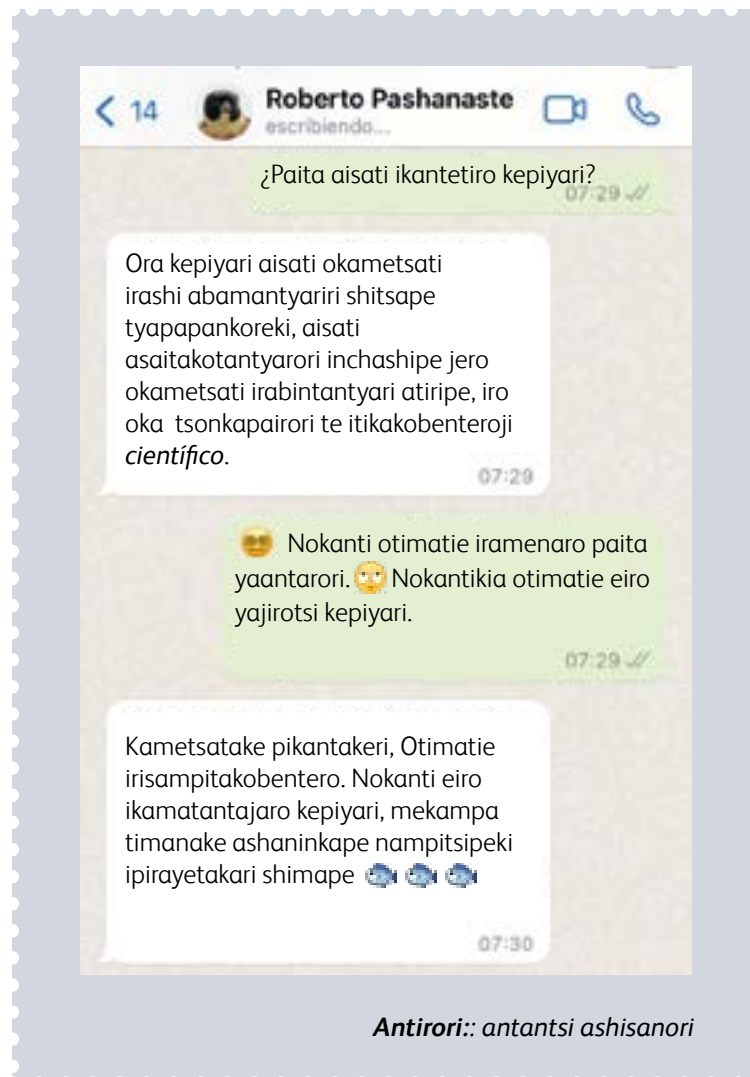 14
Roberto Pashanaste
escribiendo...
¿Paita aisati ikantetiro kepiyari?
07:29
Ora kepiyari aisati okametsati
irashi abamantyariri shitsape
tyapapankoreki, aisati
asaitakotantyarori inchashipe jero
okametsati irabintantyari atiripe, iro
oka tsonkapairori te itikakobenteroji
científico.
07:29
Nokanti otimatie iramenaro paita
yaantarori. Nokantikia otimatie eiro
yajirotsi kepiyari.
07:29
Kametsatake pikantakeri, Otimatie
irisampitakobentero. Nokanti eiro
ikamatantajaro kepiyari, mekampa
timanake ashaninkape nampitsipeki
ipirayetakari shimape
07:30
Antirori:: antantsi ashisanori